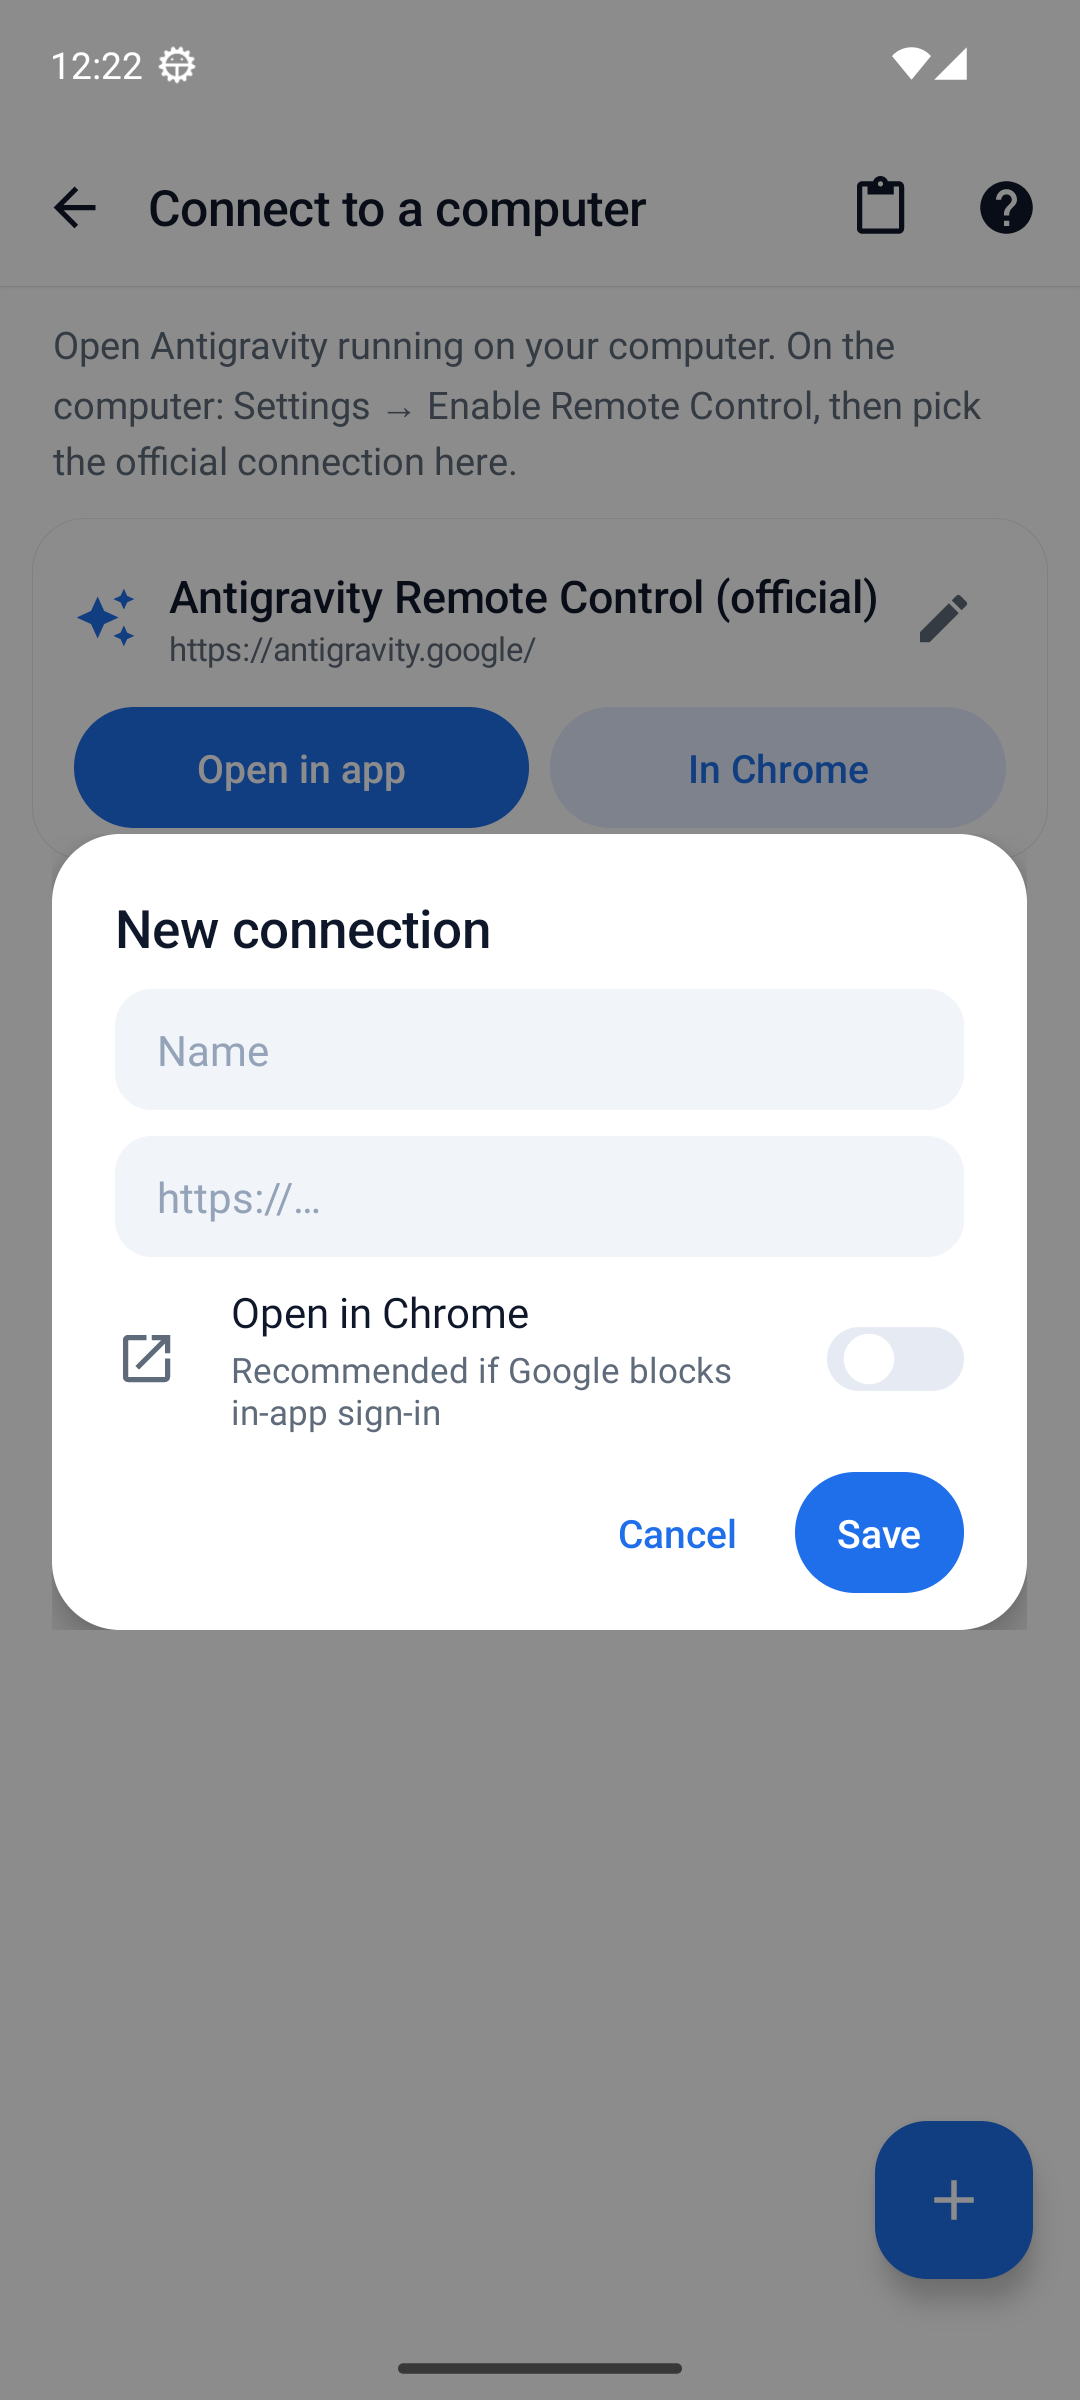 12:22
Connect to a computer
Open Antigravity running on your computer. On the
computer: Settings → Enable Remote Control, then pick
the official connection here.
Antigravity Remote Control (official)
https://antigravity.google/
Open in app
In Chrome
New connection
Name
https://…
Open in Chrome
Recommended if Google blocks
in-app sign-in
Cancel
Save